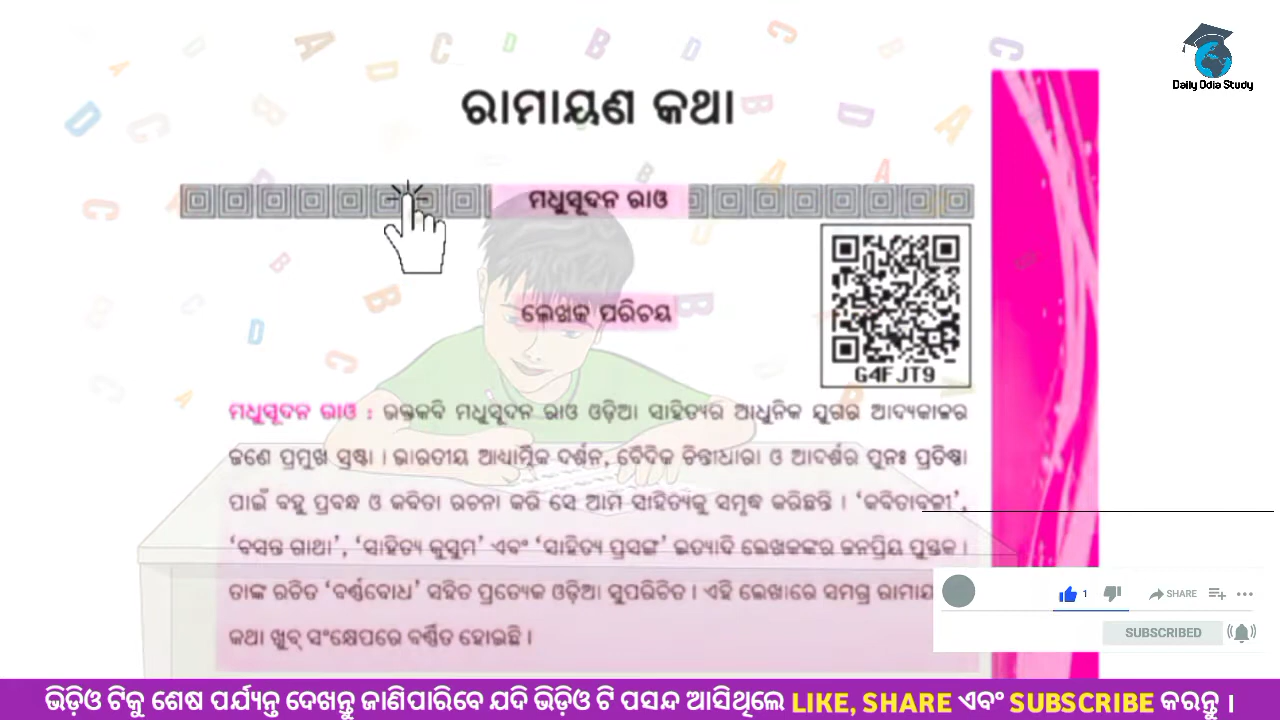 Daily Odia Study
ରାମାୟଣ କଥା
ମଧୁସୂଦନ ରାଓ
ଲେଖକ ପରିଚୟ
G4FJT9
ମଧୁସୂଦନ ରାଓ : ଭକ୍ତକବି ମଧୁସୂଦନ ରାଓ ଓଡ଼ିଆ ସାହିତ୍ୟର ଆଧୁନିକ ଯୁଗର ଆଦ୍ୟକାଳର
ଜଣେ ପ୍ରମୁଖ ସ୍ରଷ୍ଟା । ଭାରତୀୟ ଆଧ୍ୟାତ୍ମିକ ଦର୍ଶନ, ବୈଦିକ ଚିନ୍ତାଧାରା ଓ ଆଦର୍ଶର ପୁନଃ ପ୍ରତିଷ୍ଠା
ପାଇଁ ବହୁ ପ୍ରବନ୍ଧ ଓ କବିତା ରଚନା କରି ସେ ଆମ ସାହିତ୍ୟକୁ ସମୃଦ୍ଧ କରିଛନ୍ତି । ‘କବିତାବଳୀ’,
‘ବସନ୍ତ ଗାଥା’, ‘ସାହିତ୍ୟ କୁସୁମ’ ଏବଂ ‘ସାହିତ୍ୟ ପ୍ରସଙ୍ଗ’ ଇତ୍ୟାଦି ଲେଖକଙ୍କର ଜନପ୍ରିୟ ପୁସ୍ତକ ।
ତାଙ୍କ ରଚିତ ‘ବର୍ଣ୍ଣବୋଧ’ ସହିତ ପ୍ରତ୍ୟେକ ଓଡ଼ିଆ ସୁପରିଚିତ । ଏହି ଲେଖାରେ ସମଗ୍ର ରାମାୟ
କଥା ଖୁବ୍ ସଂକ୍ଷେପରେ ବର୍ଣ୍ଣିତ ହୋଇଛି ।
1 SHARE
SUBSCRIBED
ଭିଡ଼ିଓ ଟିକୁ ଶେଷ ପର୍ଯ୍ୟନ୍ତ ଦେଖନ୍ତୁ ଜାଣିପାରିବେ ଯଦି ଭିଡ଼ିଓ ଟି ପସନ୍ଦ ଆସିଥିଲେ LIKE, SHARE ଏବଂ SUBSCRIBE କରନ୍ତୁ ।